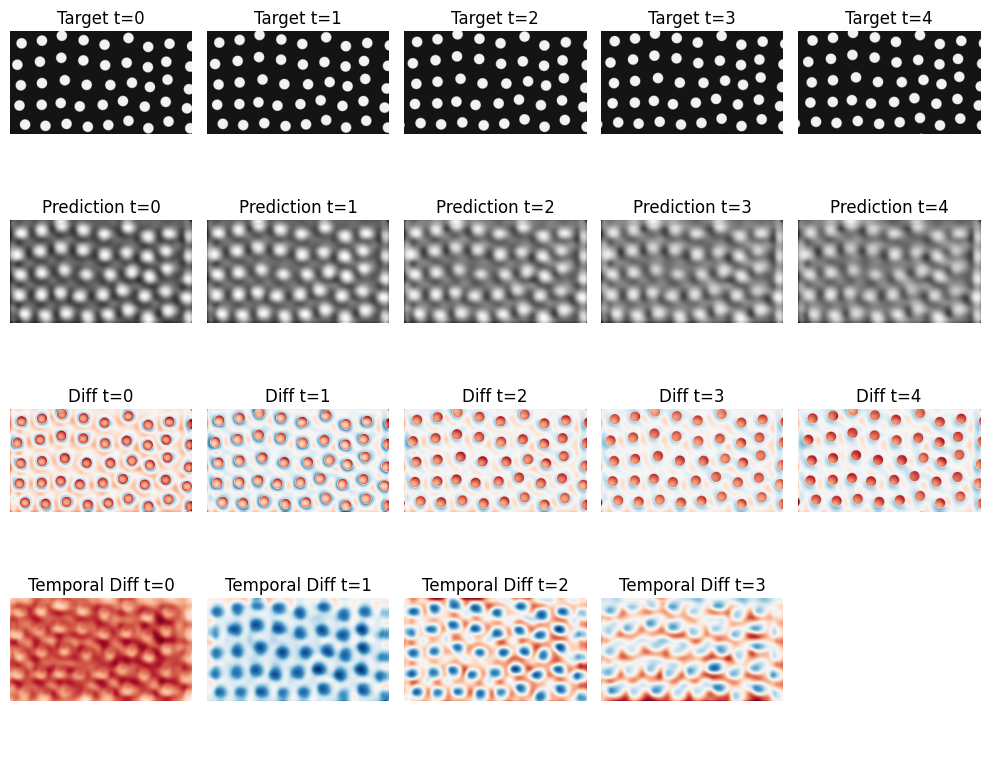 Target t=0 Target t=1 Target t=2 Target t=3 Target t=4
Prediction t=0 Prediction t=1 Prediction t=2 Prediction t=3 Prediction t=4
Diff t=0 Diff t=1 Diff t=2 Diff t=3 Diff t=4
Temporal Diff t=0 Temporal Diff t=1 Temporal Diff t=2 Temporal Diff t=3